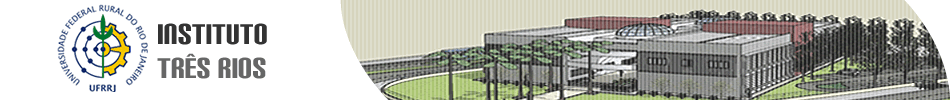 UNIVERSIDADE FEDERAL RURAL DO RIO DE JANEIRO
UFRRJ
INSTITUTO
TRÊS RIOS